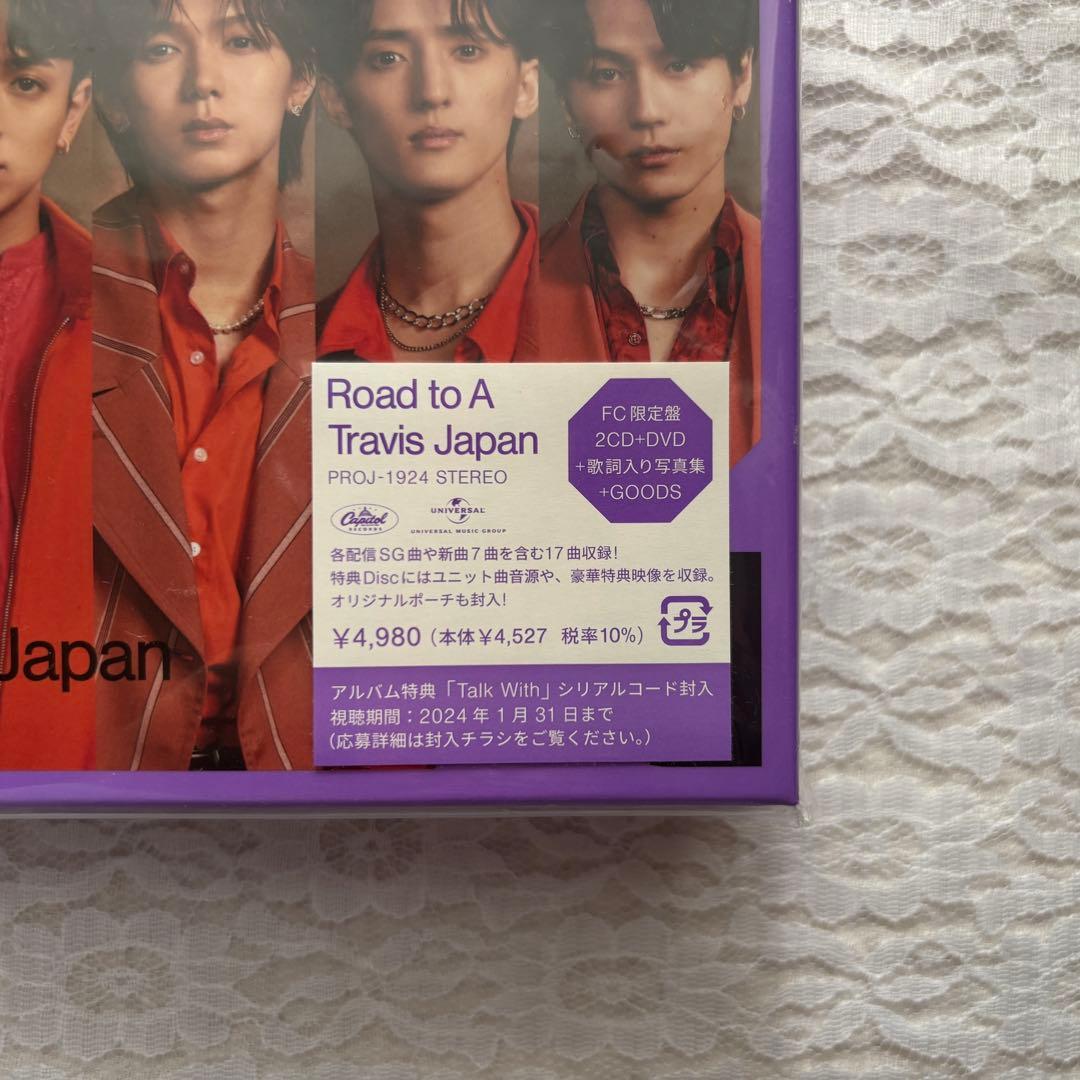 Road to A
Travis Japan
PROJ-1924 STEREO
Capitol
RECORDS
UNIVERSAL
UNIVERSAL MUSIC GROUP
FC限定盤
2CD+DVD
+歌詞入り写真集
+GOODS
各配信SG曲や新曲7曲を含む17曲収録!
特典Discにはユニット曲音源や、豪華特典映像を収録。
オリジナルポーチも封入!
¥4,980(本体¥4,527 税率10%)
プラ
アルバム特典「Talk With」シリアルコード封入
視聴期間:2024年1月31日まで
(応募詳細は封入チラシをご覧ください。)
Japan